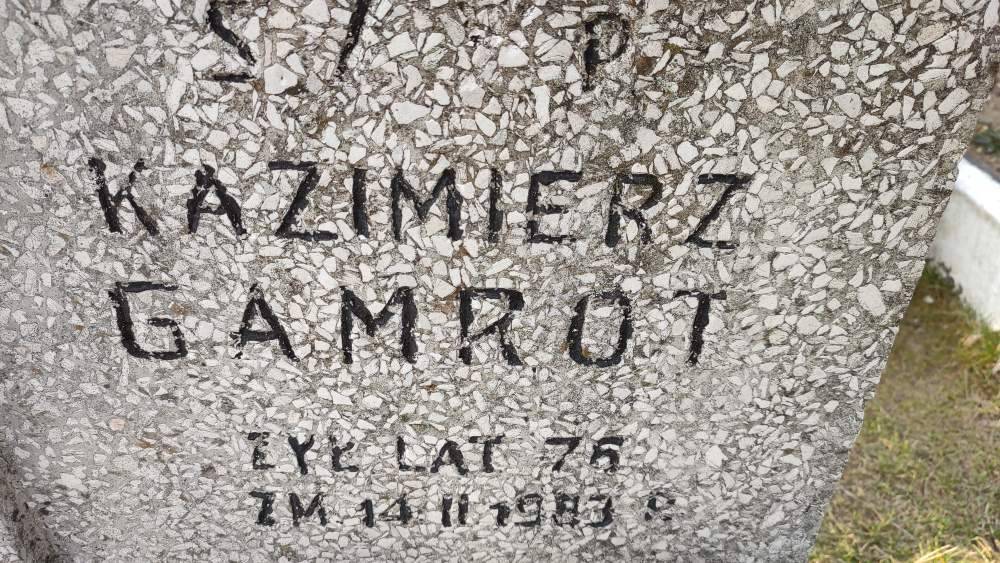 Ś/ P
KAZIMIERZ
GAMROT
ŻYŁ LAT 75
ZM 14 II 1983 R